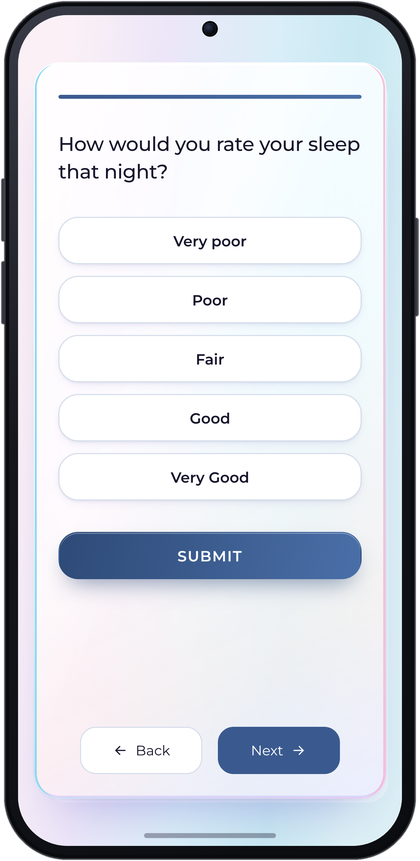 How would you rate your sleep
that night?
Very poor
Poor
Fair
Good
Very Good
SUBMIT
← Back
Next →